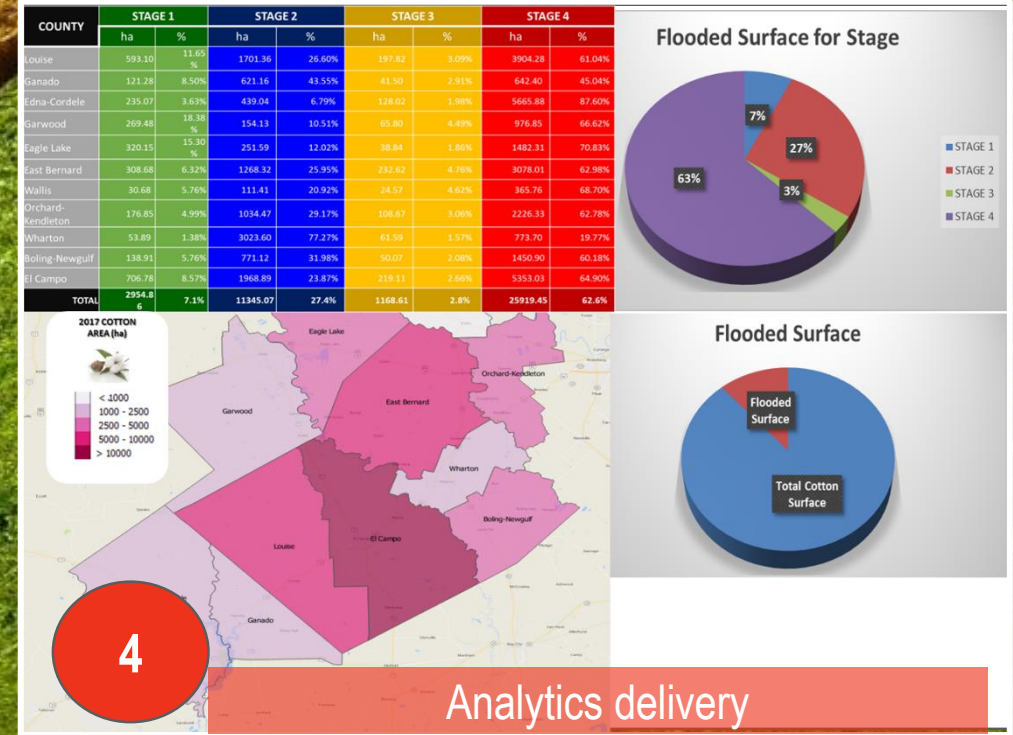 COUNTY STAGE 1 STAGE 2 STAGE 3 STAGE 4
ha % ha % ha % ha %
Louise 593.10 11.65 % 1701.36 26.60% 197.82 3.09% 3904.28 61.04%
Ganado 121.28 8.50% 621.16 43.55% 41.50 2.91% 642.40 45.04%
Edna-Cordele 235.07 3.63% 439.04 6.79% 128.02 1.98% 5665.88 87.60%
Garwood 269.48 18.38 % 154.13 10.51% 65.80 4.49% 976.85 66.62%
Eagle Lake 320.15 15.30 % 251.59 12.02% 38.84 1.86% 1482.31 70.83%
East Bernard 308.68 6.32% 1268.32 25.95% 232.62 4.76% 3078.01 62.98%
Wallis 30.68 5.76% 111.41 20.92% 24.57 4.62% 365.76 68.70%
Orchard-Kendleton 176.85 4.99% 1034.47 29.17% 108.67 3.06% 2226.33 62.78%
Wharton 53.89 1.38% 3023.60 77.27% 61.59 1.57% 773.70 19.77%
Boling-Newgulf 138.91 5.76% 771.12 31.98% 50.07 2.08% 1450.90 60.18%
El Campo 706.78 8.57% 1968.89 23.87% 219.11 2.66% 5353.03 64.90%
TOTAL 2954.86 7.1% 11345.07 27.4% 1168.61 2.8% 25919.45 62.6%
Flooded Surface for Stage
7%
27%
3%
63%
STAGE 1
STAGE 2
STAGE 3
STAGE 4
2017 COTTON
AREA (ha)
< 1000
1000 - 2500
2500 - 5000
5000 - 10000
> 10000
Eagle Lake
Orchard-Kendleton
East Bernard
Garwood
Wharton
Boling-Newgulf
El Campo
Louise
Ganado
Flooded Surface
Flooded
Surface
Total Cotton
Surface
4
Analytics delivery